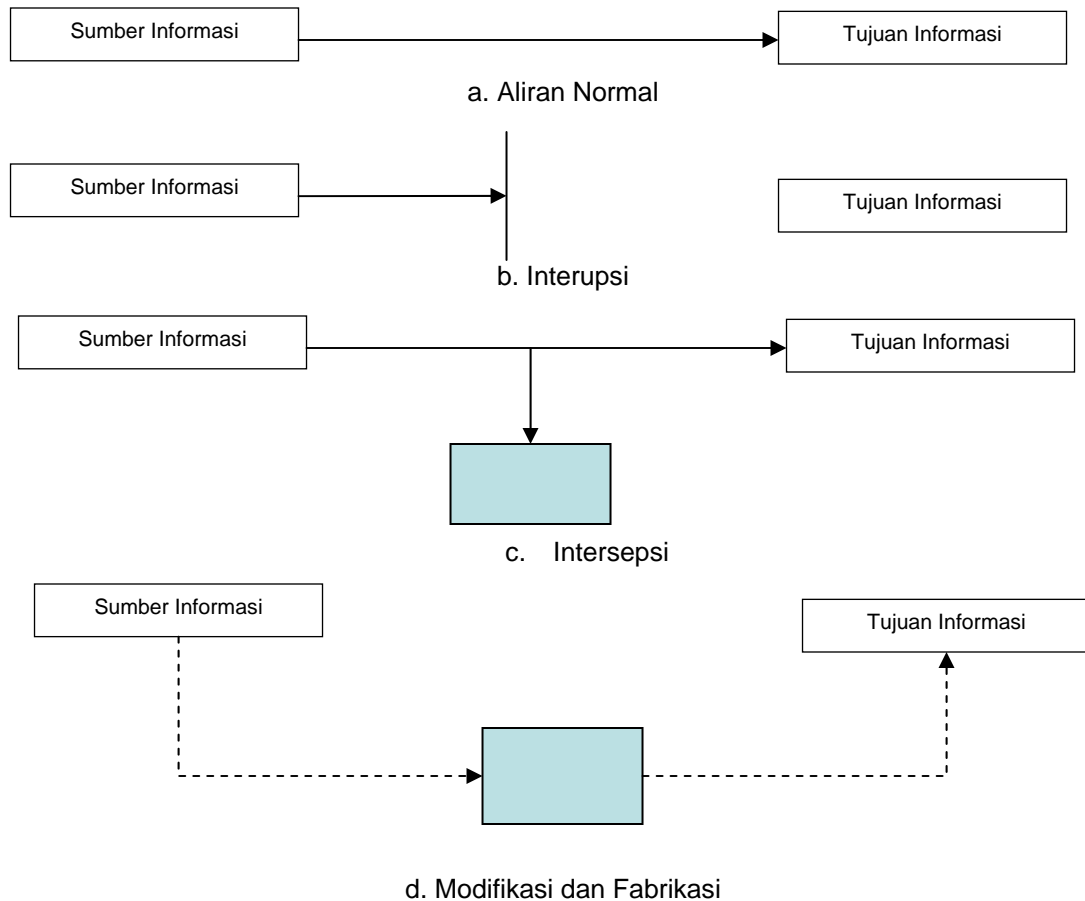 Sumber Informasi
Tujuan Informasi
a. Aliran Normal
Sumber Informasi
Tujuan Informasi
b. Interupsi
Sumber Informasi
Tujuan Informasi
c. Intersepsi
Sumber Informasi
Tujuan Informasi
d. Modifikasi dan Fabrikasi